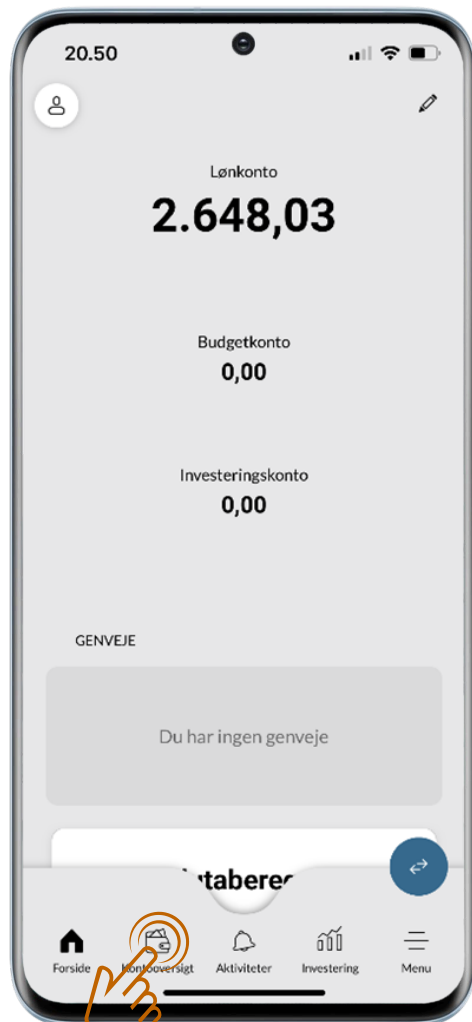 20.50
Lønkonto
2.648,03
Budgetkonto
0,00
Investeringskonto
0,00
GENVEJE
Du har ingen genveje
Forside Kontooversigt Aktiviteter Investering Menu